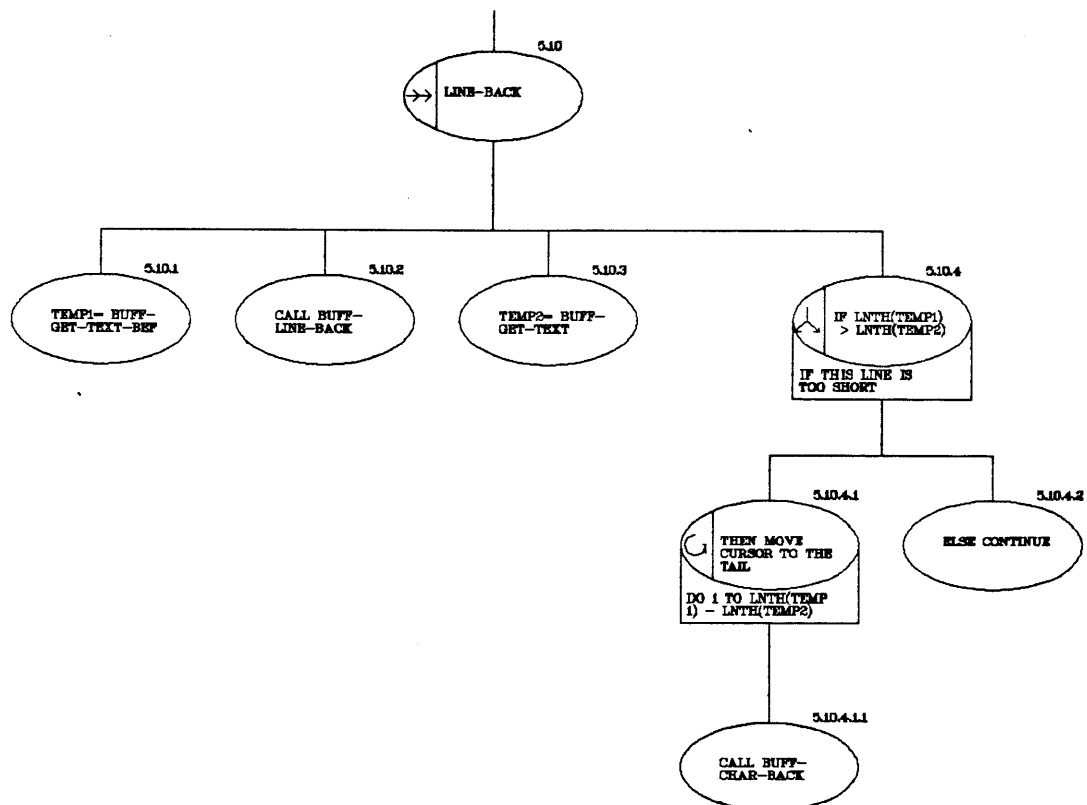 5.10
LINE-BACK
5.10.1
TEMP1= BUFF-
GET-TEXT-BEF
5.10.2
CALL BUFF-
LINE-BACK
5.10.3
TEMP2= BUFF-
GET-TEXT
5.10.4
IF LNTH(TEMP1)
> LNTH(TEMP2)
IF THIS LINE IS
TOO SHORT
5.10.4.1
THEN MOVE
CURSOR TO THE
TAIL
DO 1 TO LNTH(TEMP
1) - LNTH(TEMP2)
5.10.4.2
ELSE CONTINUE
5.10.4.1.1
CALL BUFF-
CHAR-BACK